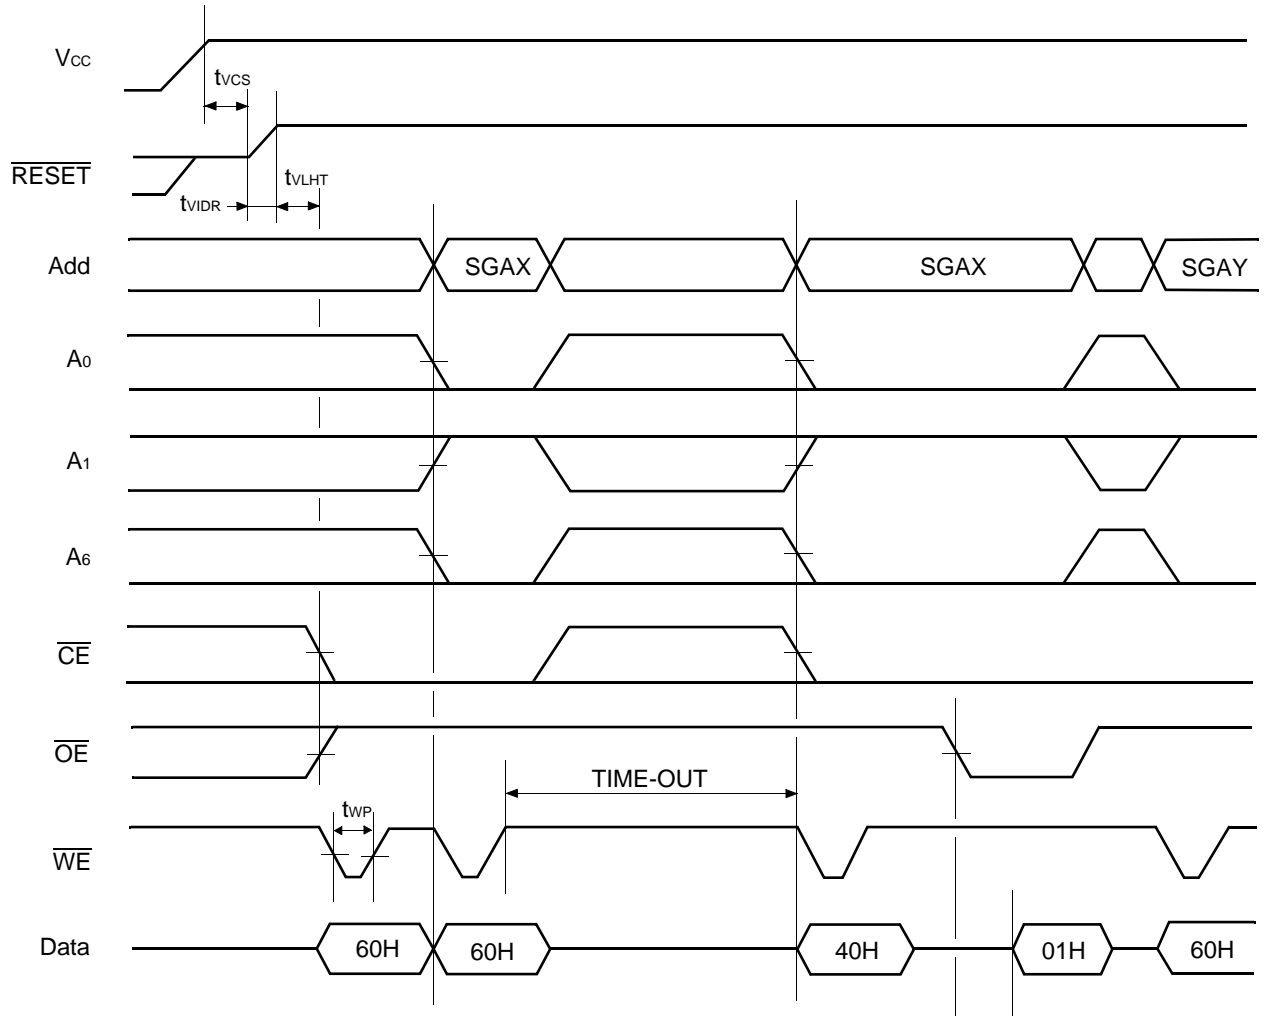 VCC
tVCS
RESET
tVLHT
tVIDR
Add
SGAX
SGAX
SGAY
A0
A1
A6
CE
OE
TIME-OUT
tWP
WE
Data
60H
60H
40H
01H
60H